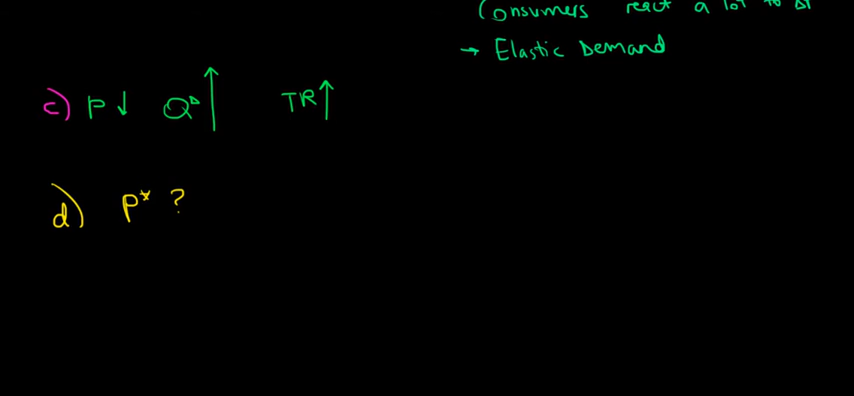 Consumers react a lot to ΔP
→ Elastic Demand
c) P↓ Qᴰ↑ TR↑
d) P* ?